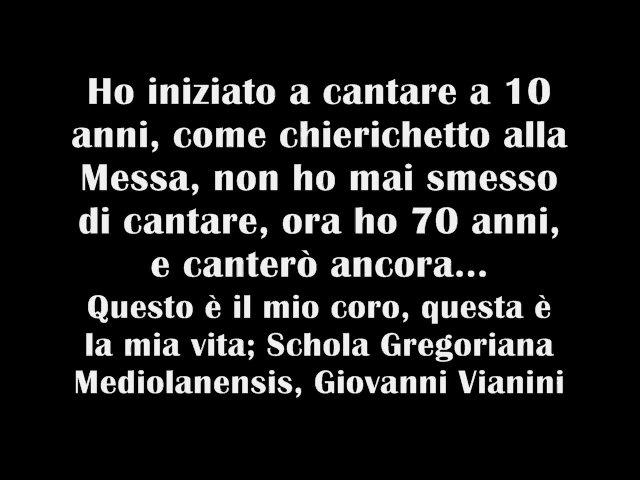 Ho iniziato a cantare a 10
anni, come chierichetto alla
Messa, non ho mai smesso
di cantare, ora ho 70 anni,
e canterò ancora...
Questo è il mio coro, questa è
la mia vita; Schola Gregoriana
Mediolanensis, Giovanni Vianini